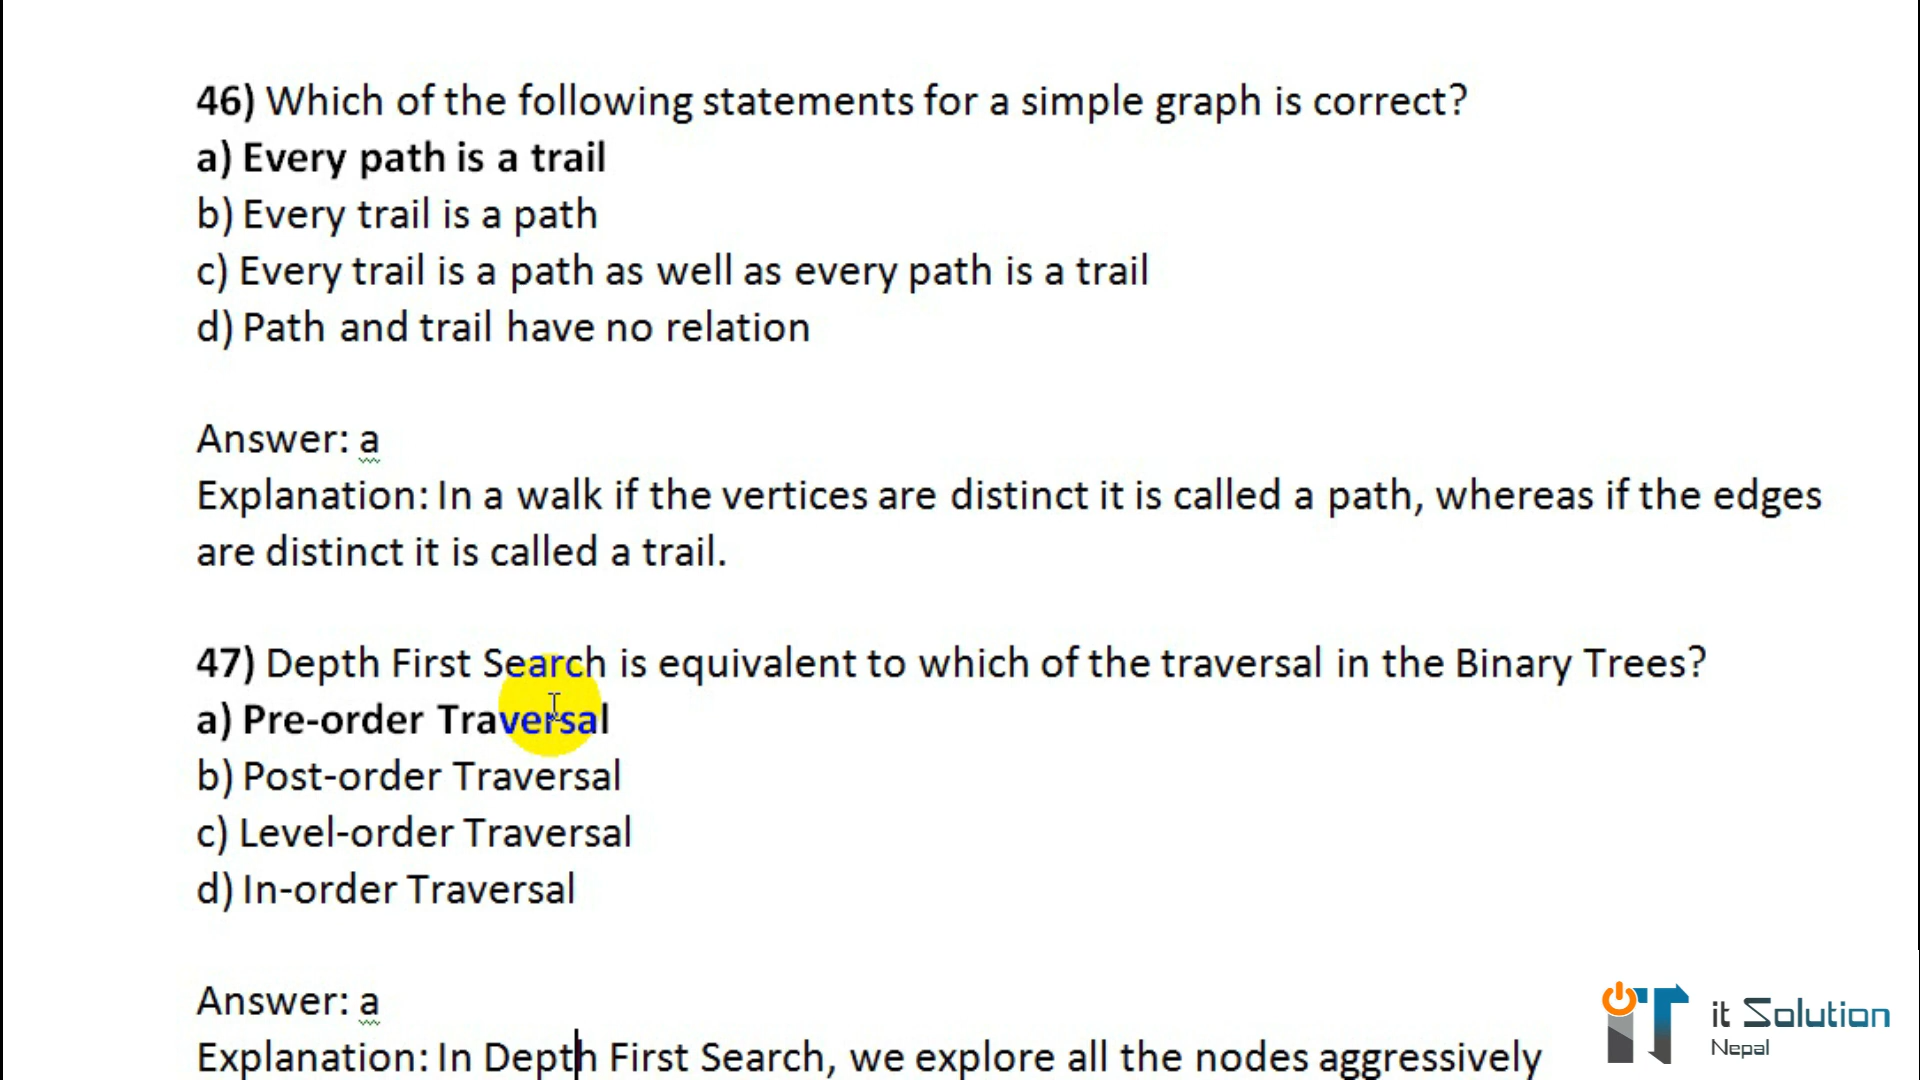 46) Which of the following statements for a simple graph is correct?
a) Every path is a trail
b) Every trail is a path
c) Every trail is a path as well as every path is a trail
d) Path and trail have no relation
Answer: a
Explanation: In a walk if the vertices are distinct it is called a path, whereas if the edges
are distinct it is called a trail.
47) Depth First Search is equivalent to which of the traversal in the Binary Trees?
a) Pre-order Traversal
b) Post-order Traversal
c) Level-order Traversal
d) In-order Traversal
Answer: a
Explanation: In Depth First Search, we explore all the nodes aggressively
iT it Solution
Nepal